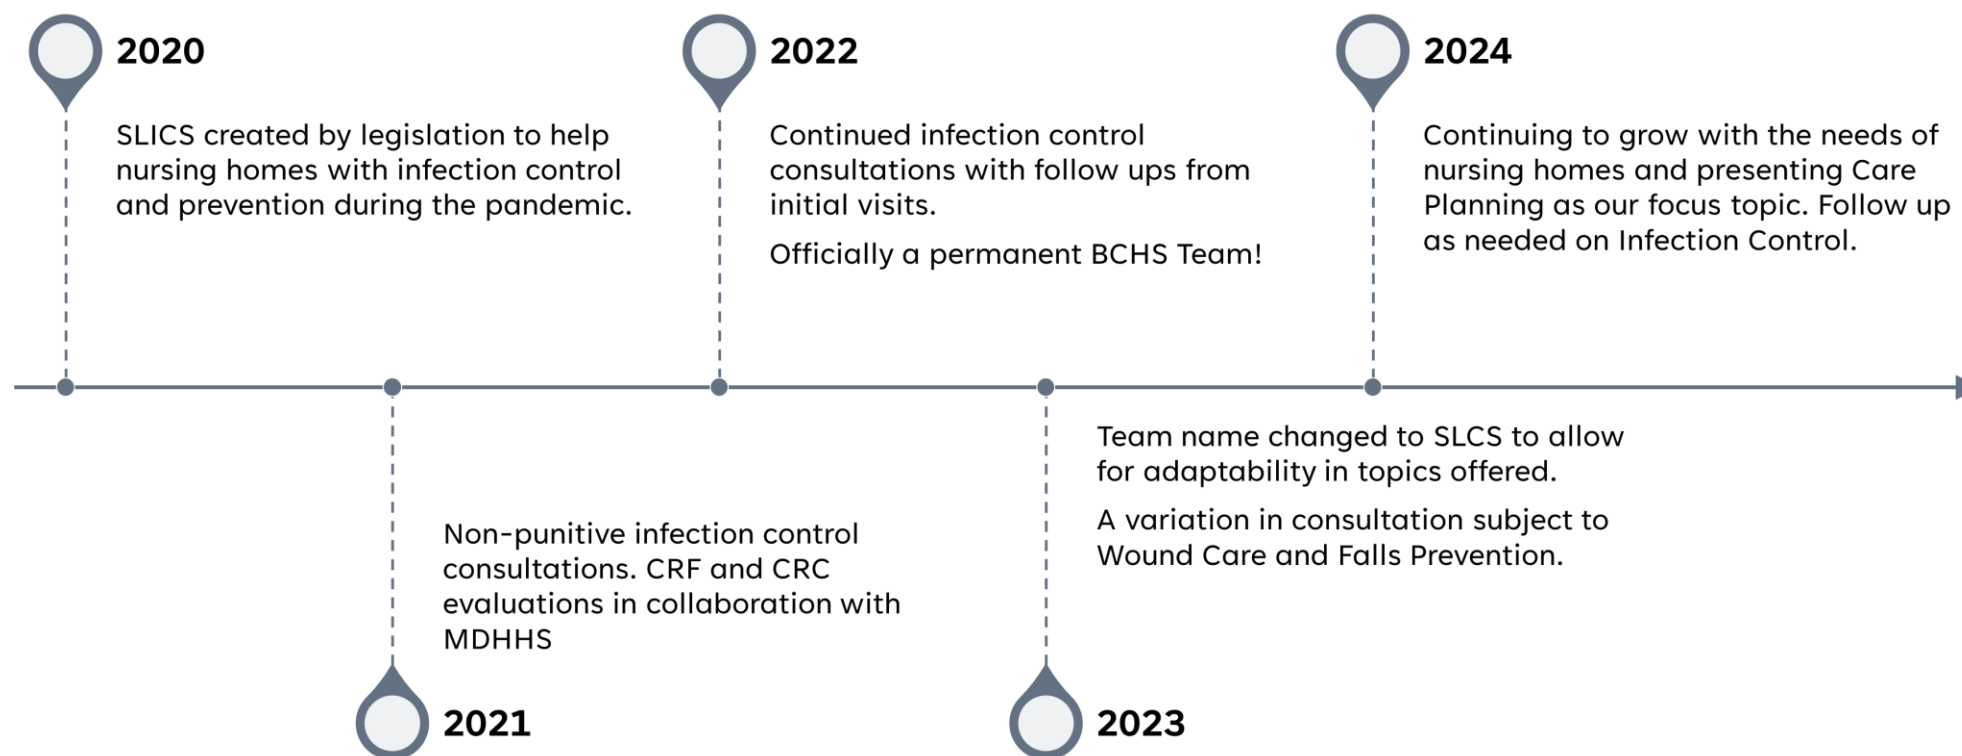 2020
SLICS created by legislation to help
nursing homes with infection control
and prevention during the pandemic.
2022
Continued infection control
consultations with follow ups from
initial visits.
Officially a permanent BCHS Team!
2024
Continuing to grow with the needs of
nursing homes and presenting Care
Planning as our focus topic. Follow up
as needed on Infection Control.
Non-punitive infection control
consultations. CRF and CRC
evaluations in collaboration with
MDHHS
2021
Team name changed to SLCS to allow
for adaptability in topics offered.
A variation in consultation subject to
Wound Care and Falls Prevention.
2023